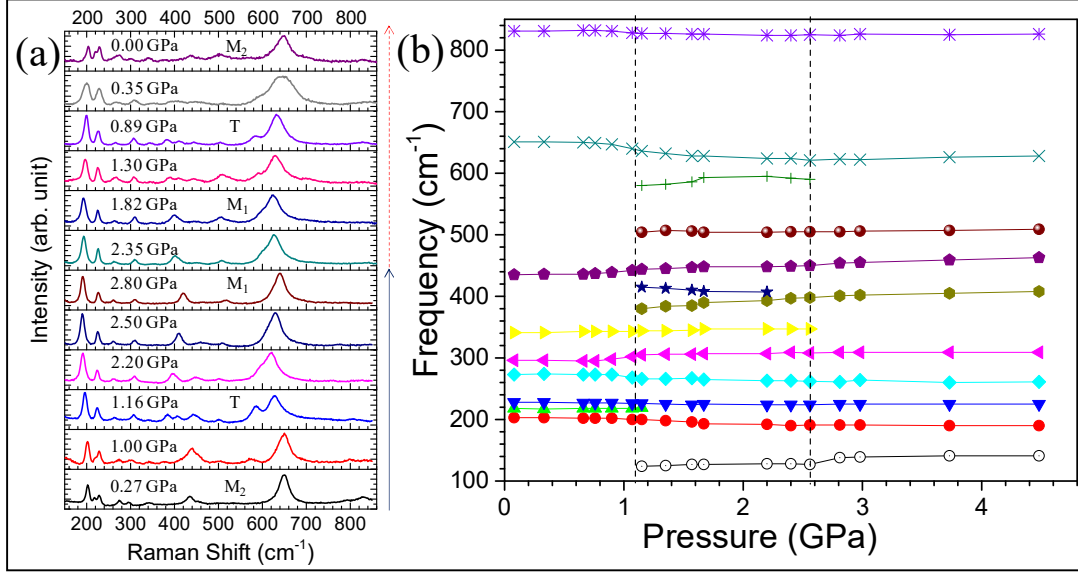 200 300 400 500 600 700 800
(a)
0.00 GPa M₂
0.35 GPa
0.89 GPa T
1.30 GPa
1.82 GPa M₁
2.35 GPa
2.80 GPa M₁
2.50 GPa
2.20 GPa
1.16 GPa T
1.00 GPa
0.27 GPa M₂
200 300 400 500 600 700 800
Raman Shift (cm⁻¹)
Intensity (arb. unit)
(b)
800
700
600
500
400
300
200
100
0 1 2 3 4
Pressure (GPa)
Frequency (cm⁻¹)